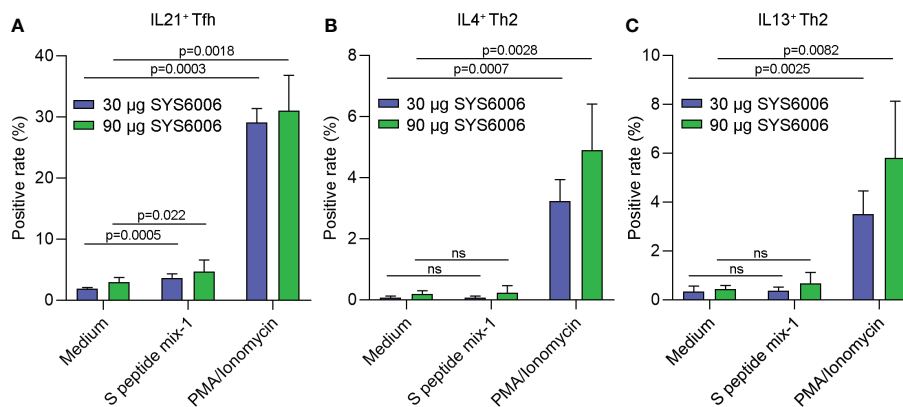 A
IL21⁺ Tfh
p=0.0018
p=0.0003
30 µg SYS6006
90 µg SYS6006
p=0.022
p=0.0005
Positive rate (%)
40
30
20
10
0
Medium
S peptide mix-1
PMA/Ionomycin
B
IL4⁺ Th2
p=0.0028
p=0.0007
30 µg SYS6006
90 µg SYS6006
ns
ns
Positive rate (%)
8
6
4
2
0
Medium
S peptide mix-1
PMA/Ionomycin
C
IL13⁺ Th2
p=0.0082
p=0.0025
30 µg SYS6006
90 µg SYS6006
ns
ns
Positive rate (%)
10
8
6
4
2
0
Medium
S peptide mix-1
PMA/Ionomycin